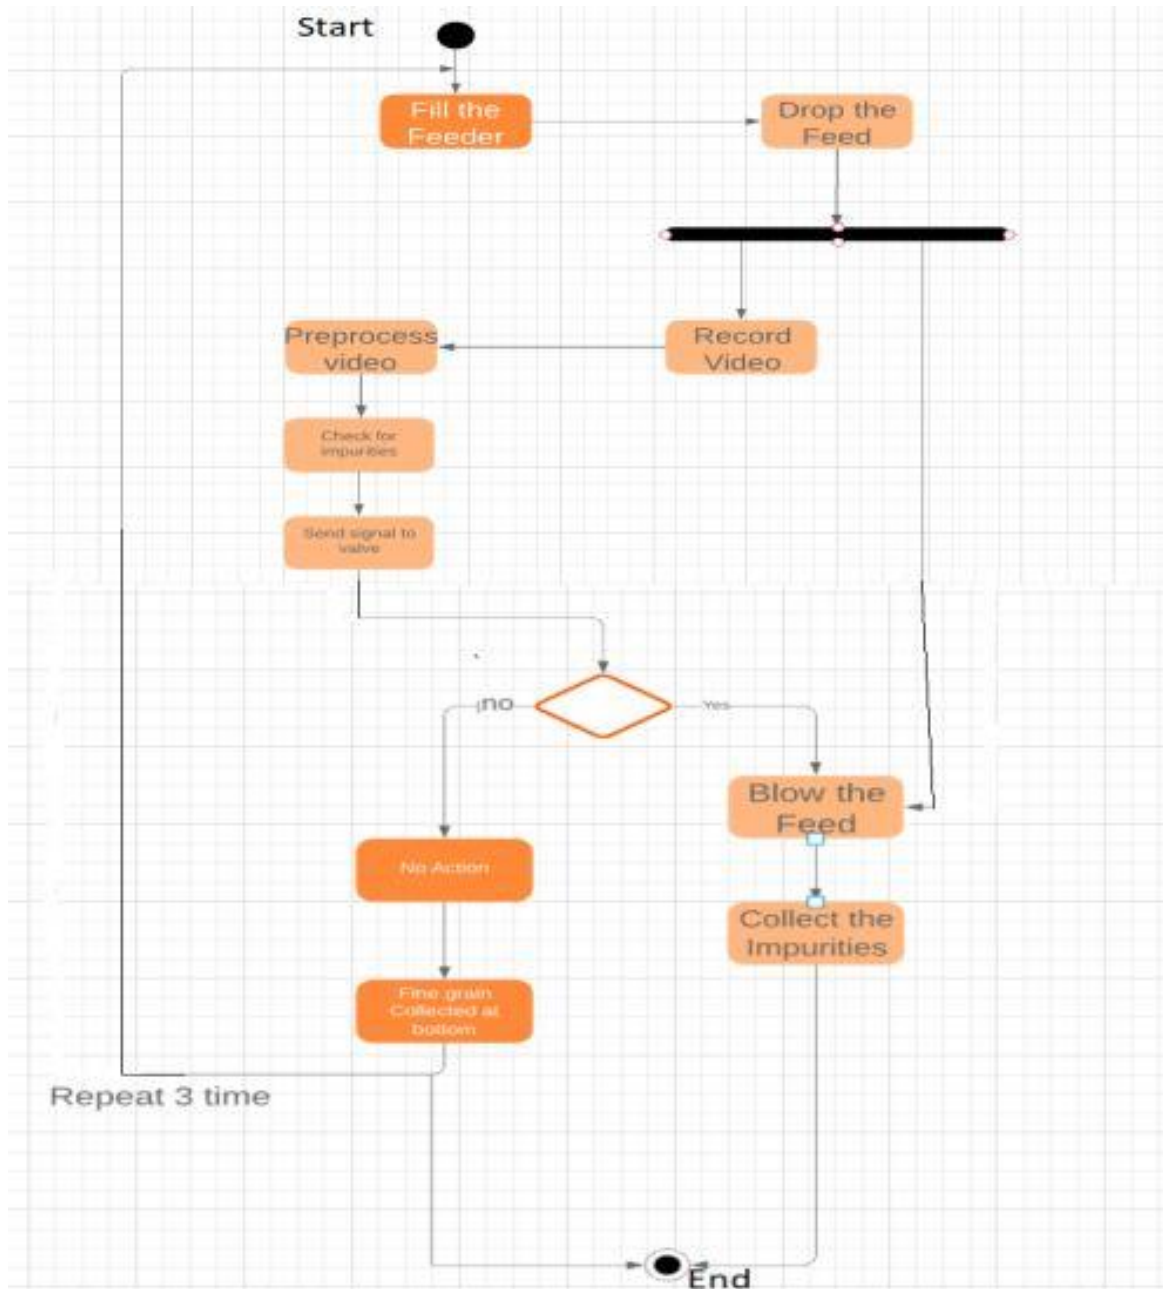 Start
Fill the
Feeder
Drop the
Feed
Preprocess
video
Record
Video
Check for
impurities
Send signal to
valve
no
Yes
Blow the
Feed
No Action
Collect the
Impurities
Fine grain
Collected at
bottom
Repeat 3 time
End